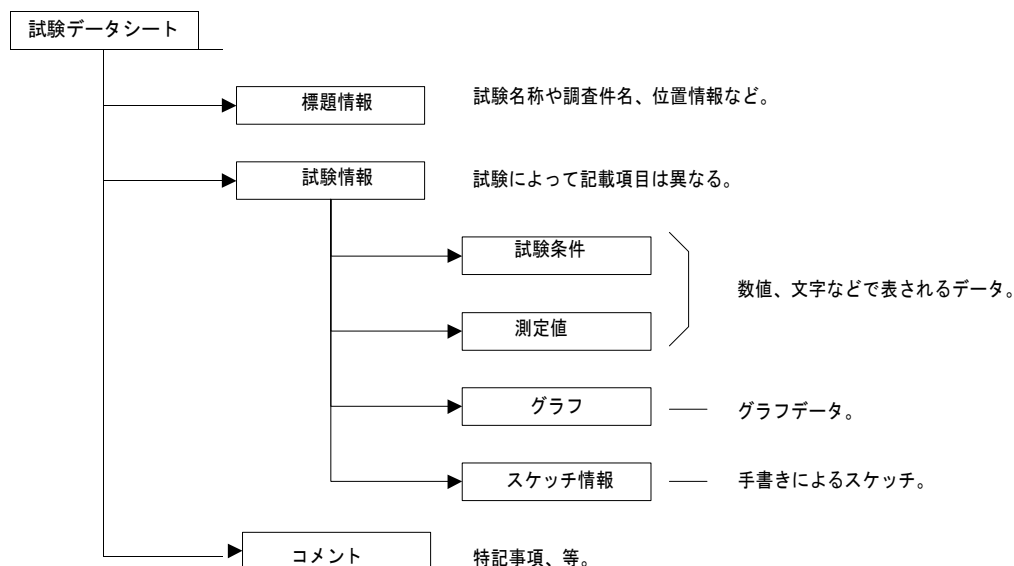 試験データシート
標題情報
試験名称や調査件名、位置情報など。
試験情報
試験によって記載項目は異なる。
試験条件
数値、文字などで表されるデータ。
測定値
グラフ
グラフデータ。
スケッチ情報
手書きによるスケッチ。
コメント
特記事項、等。